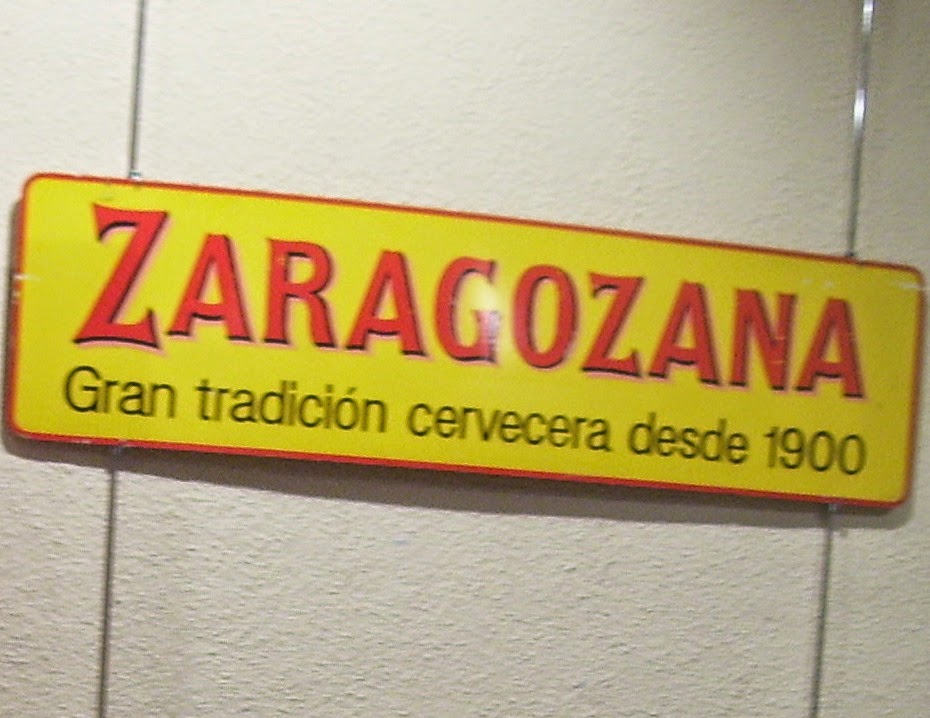 ZARAGOZANA
Gran tradición cervecera desde 1900